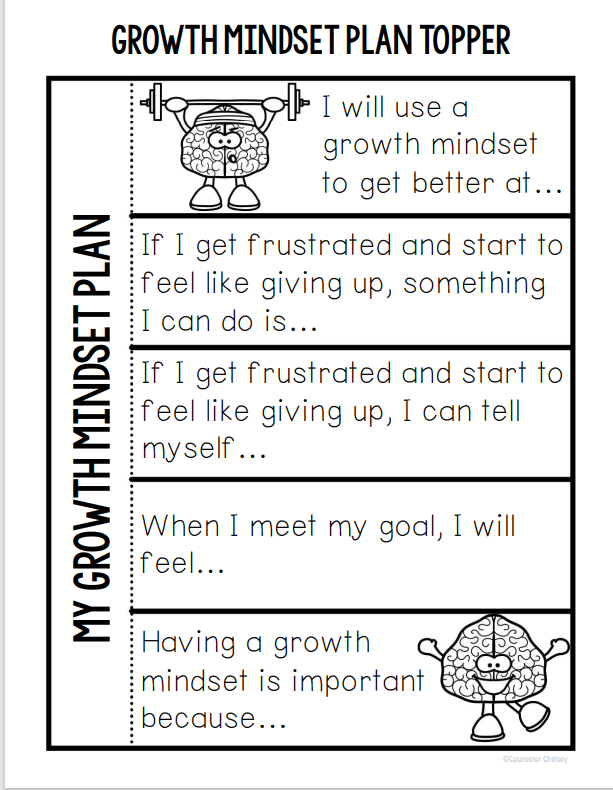 GROWTH MINDSET PLAN TOPPER
MY GROWTH MINDSET PLAN
I will use a
growth mindset
to get better at...
If I get frustrated and start to
feel like giving up, something
I can do is...
If I get frustrated and start to
feel like giving up, I can tell
myself...
When I meet my goal, I will
feel...
Having a growth
mindset is important
because...
©Counselor Chelsey